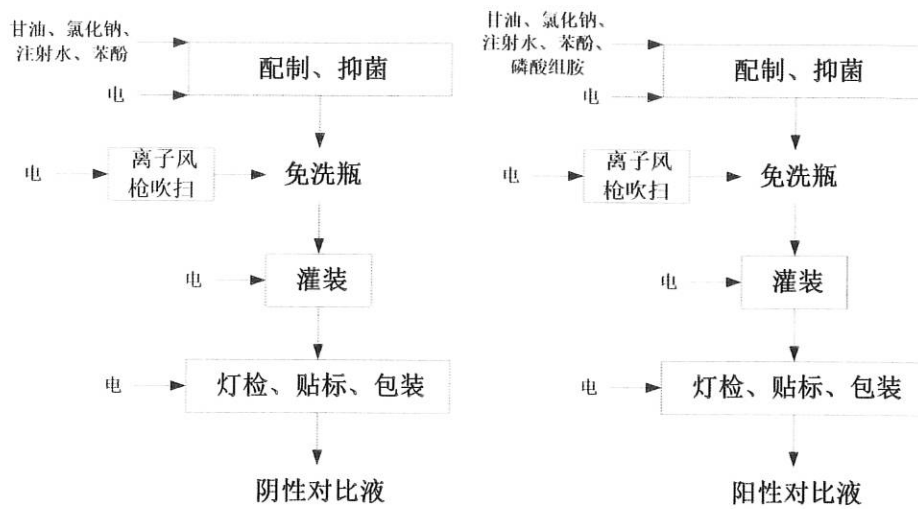 甘油、氯化钠、
注射水、苯酚
配制、抑菌
电
电
离子风
枪吹扫
免洗瓶
电
灌装
电
灯检、贴标、包装
阴性对比液
甘油、氯化钠、
注射水、苯酚、
磷酸组胺
配制、抑菌
电
电
离子风
枪吹扫
免洗瓶
电
灌装
电
灯检、贴标、包装
阳性对比液